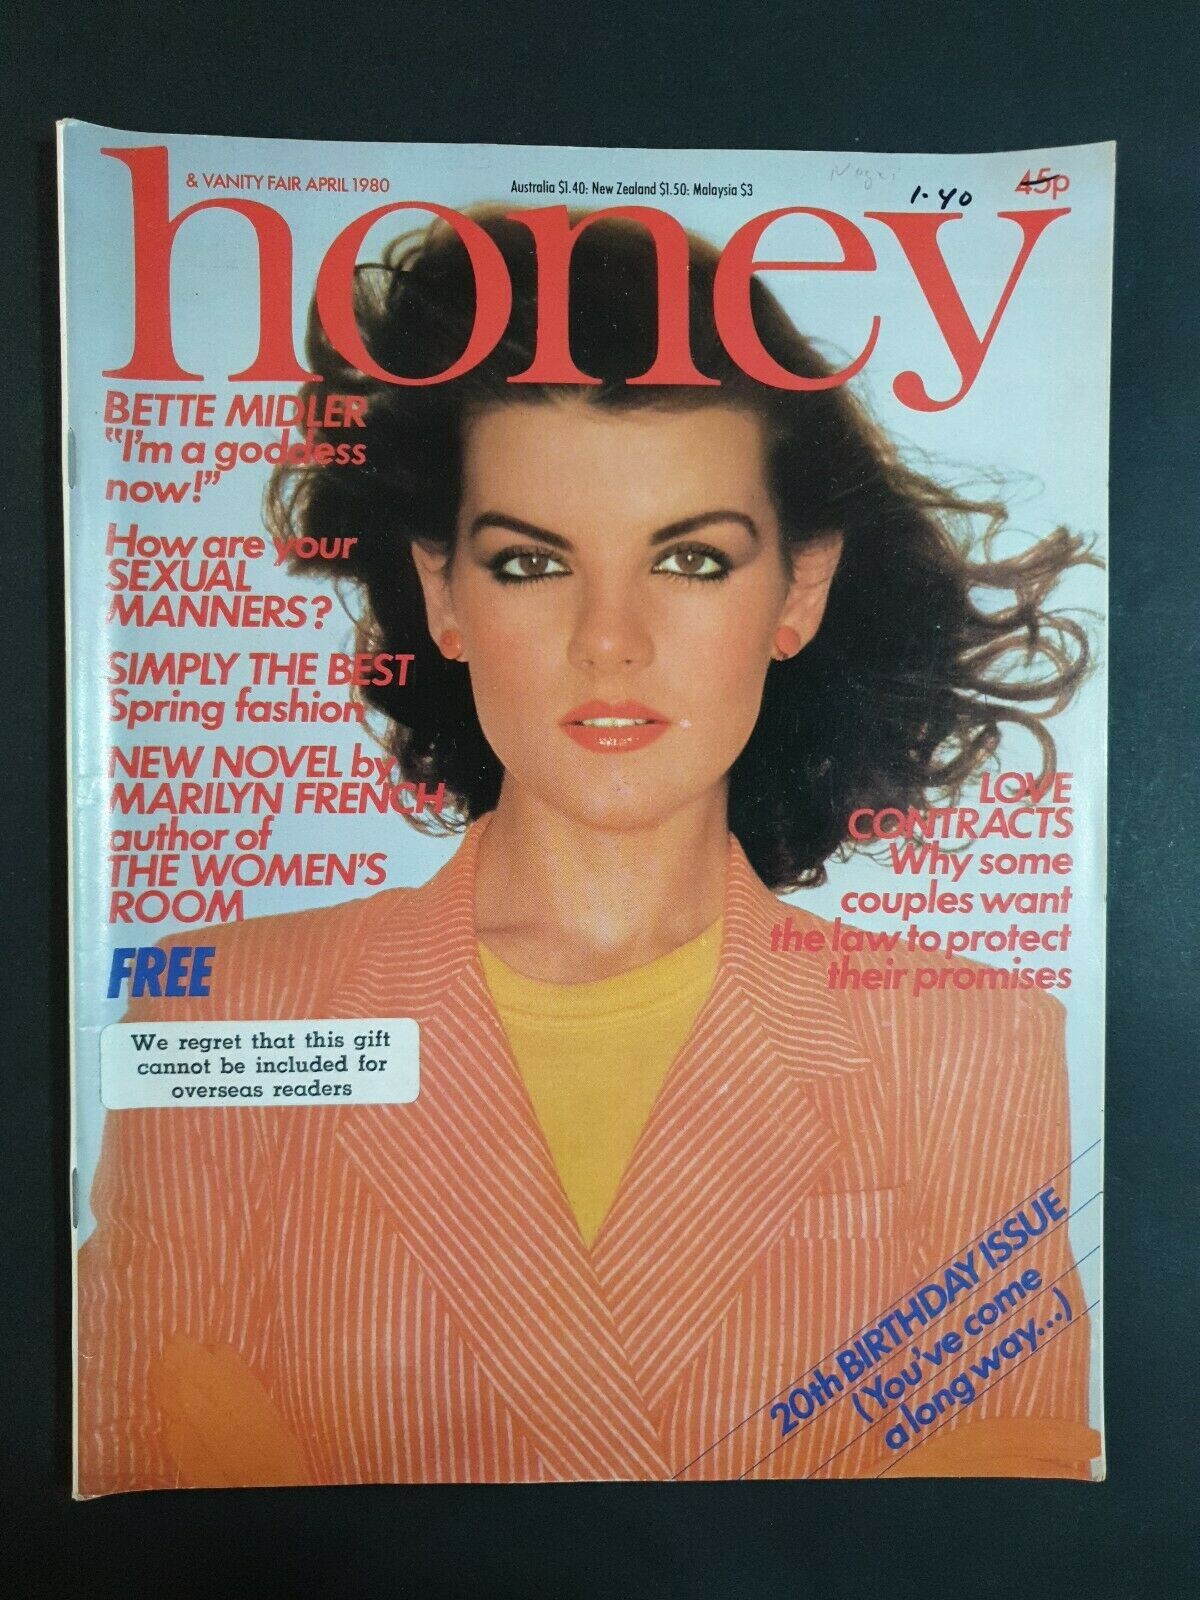 & VANITY FAIR APRIL 1980
Australia $1.40: New Zealand $1.50: Malaysia $3
1.40
45p
honey
BETTE MIDLER
"I'm a goddess
now!"
How are your
SEXUAL
MANNERS?
SIMPLY THE BEST
Spring fashion
NEW NOVEL by
MARILYN FRENCH
author of
THE WOMEN'S
ROOM
FREE
We regret that this gift
cannot be included for
overseas readers
LOVE
CONTRACTS
Why some
couples want
the law to protect
their promises
20th BIRTHDAY ISSUE
(You've come
a long way...)